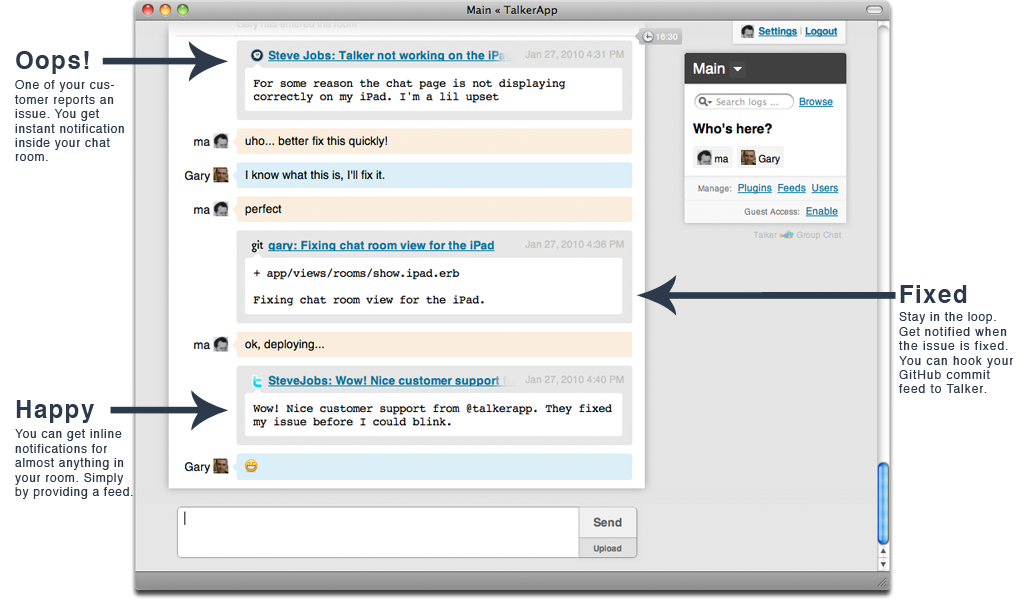 Main « TalkerApp
Gary has entered the room
16:30
Settings | Logout
Oops!
One of your cus-
tomer reports an
issue. You get
instant notification
inside your chat
room.
Steve Jobs: Talker not working on the iPa
Jan 27, 2010 4:31 PM
For some reason the chat page is not displaying
correctly on my iPad. I'm a lil upset
ma
uho... better fix this quickly!
Gary
I know what this is, I'll fix it.
ma
perfect
git gary: Fixing chat room view for the iPad
Jan 27, 2010 4:36 PM
+ app/views/rooms/show.ipad.erb
Fixing chat room view for the iPad.
ma
ok, deploying...
SteveJobs: Wow! Nice customer support
Jan 27, 2010 4:40 PM
Wow! Nice customer support from @talkerapp. They fixed
my issue before I could blink.
Gary
Send
Upload
Main
Search logs ...
Browse
Who's here?
ma
Gary
Manage: Plugins Feeds Users
Guest Access: Enable
Talker Group Chat
Fixed
Stay in the loop.
Get notified when
the issue is fixed.
You can hook your
GitHub commit
feed to Talker.
Happy
You can get inline
notifications for
almost anything in
your room. Simply
by providing a feed.